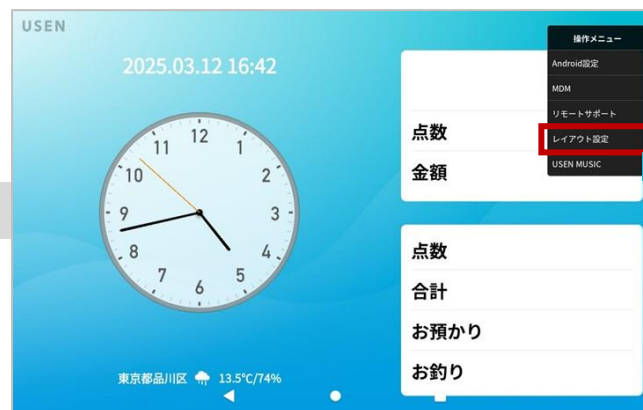 USEN
2025.03.12 16:42
12
1
2
3
4
5
6
7
8
9
10
11
東京都品川区 13.5°C/74%
点数
金額
点数
合計
お預かり
お釣り
操作メニュー
Android設定
MDM
リモートサポート
レイアウト設定
USEN MUSIC